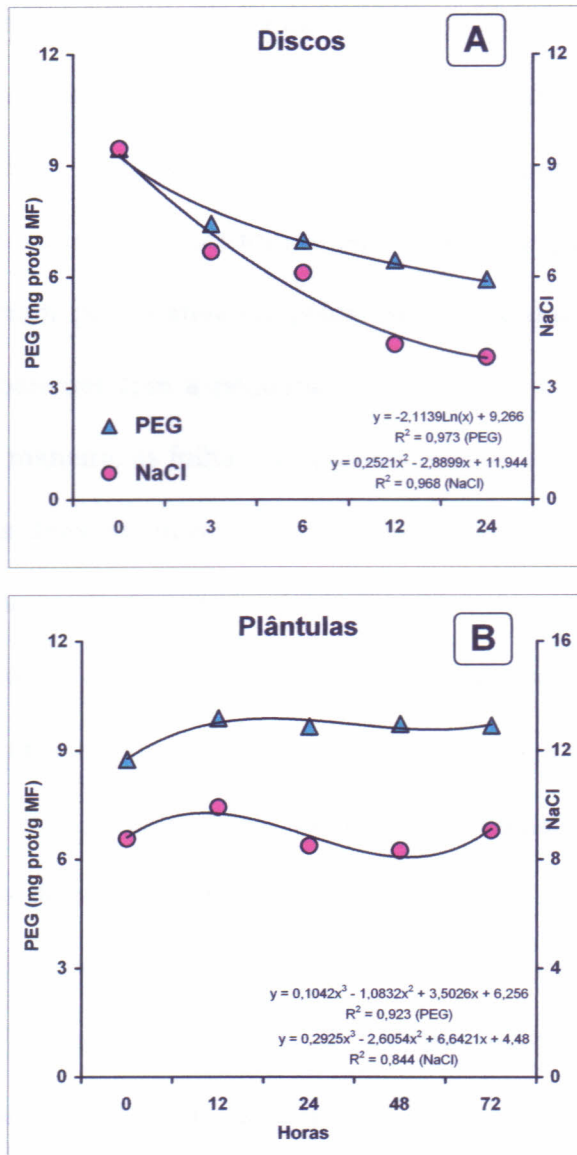 Discos
A
12
9
6
3
0
PEG (mg prot/g MF)
12
9
6
3
0
NaCl
PEG
NaCl
y = -2,1139Ln(x) + 9,266
R² = 0,973 (PEG)
y = 0,2521x² - 2,8899x + 11,944
R² = 0,968 (NaCl)
0 3 6 12 24
Plântulas
B
12
9
6
3
0
PEG (mg prot/g MF)
16
12
8
4
0
NaCl
y = 0,1042x³ - 1,0832x² + 3,5026x + 6,256
R² = 0,923 (PEG)
y = 0,2925x³ - 2,6054x² + 6,6421x + 4,48
R² = 0,844 (NaCl)
0 12 24 48 72
Horas